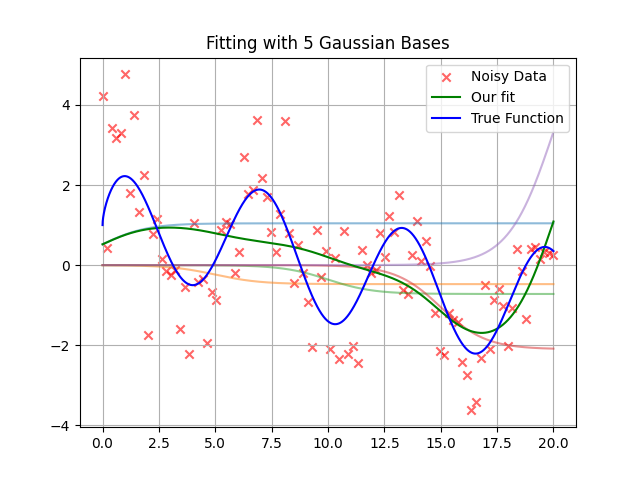 Fitting with 5 Gaussian Bases
Noisy Data
Our fit
True Function
4
2
0
−2
−4
0.0 2.5 5.0 7.5 10.0 12.5 15.0 17.5 20.0